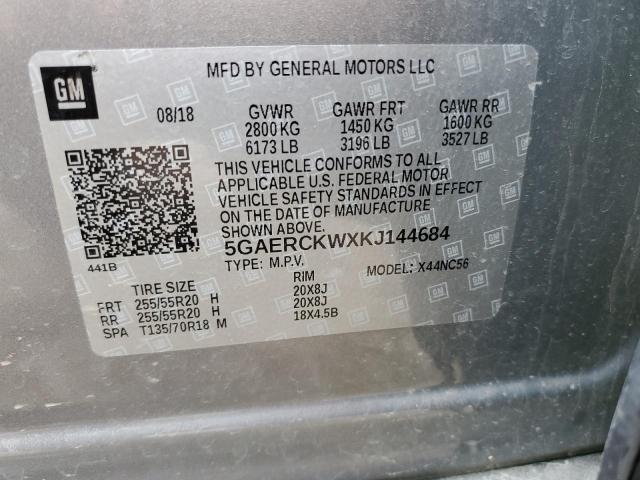 GM
MFD BY GENERAL MOTORS LLC
08/18 GVWR GAWR FRT GAWR RR
2800 KG 1450 KG 1600 KG
6173 LB 3196 LB 3527 LB
THIS VEHICLE CONFORMS TO ALL
APPLICABLE U.S. FEDERAL MOTOR
VEHICLE SAFETY STANDARDS IN EFFECT
ON THE DATE OF MANUFACTURE
SHOWN ABOVE.
5GAERCKWXKJ144684
441B
TYPE: M.P.V. MODEL: X44NC56
TIRE SIZE RIM
FRT 255/55R20 H 20X8J
RR 255/55R20 H 20X8J
SPA T135/70R18 M 18X4.5B